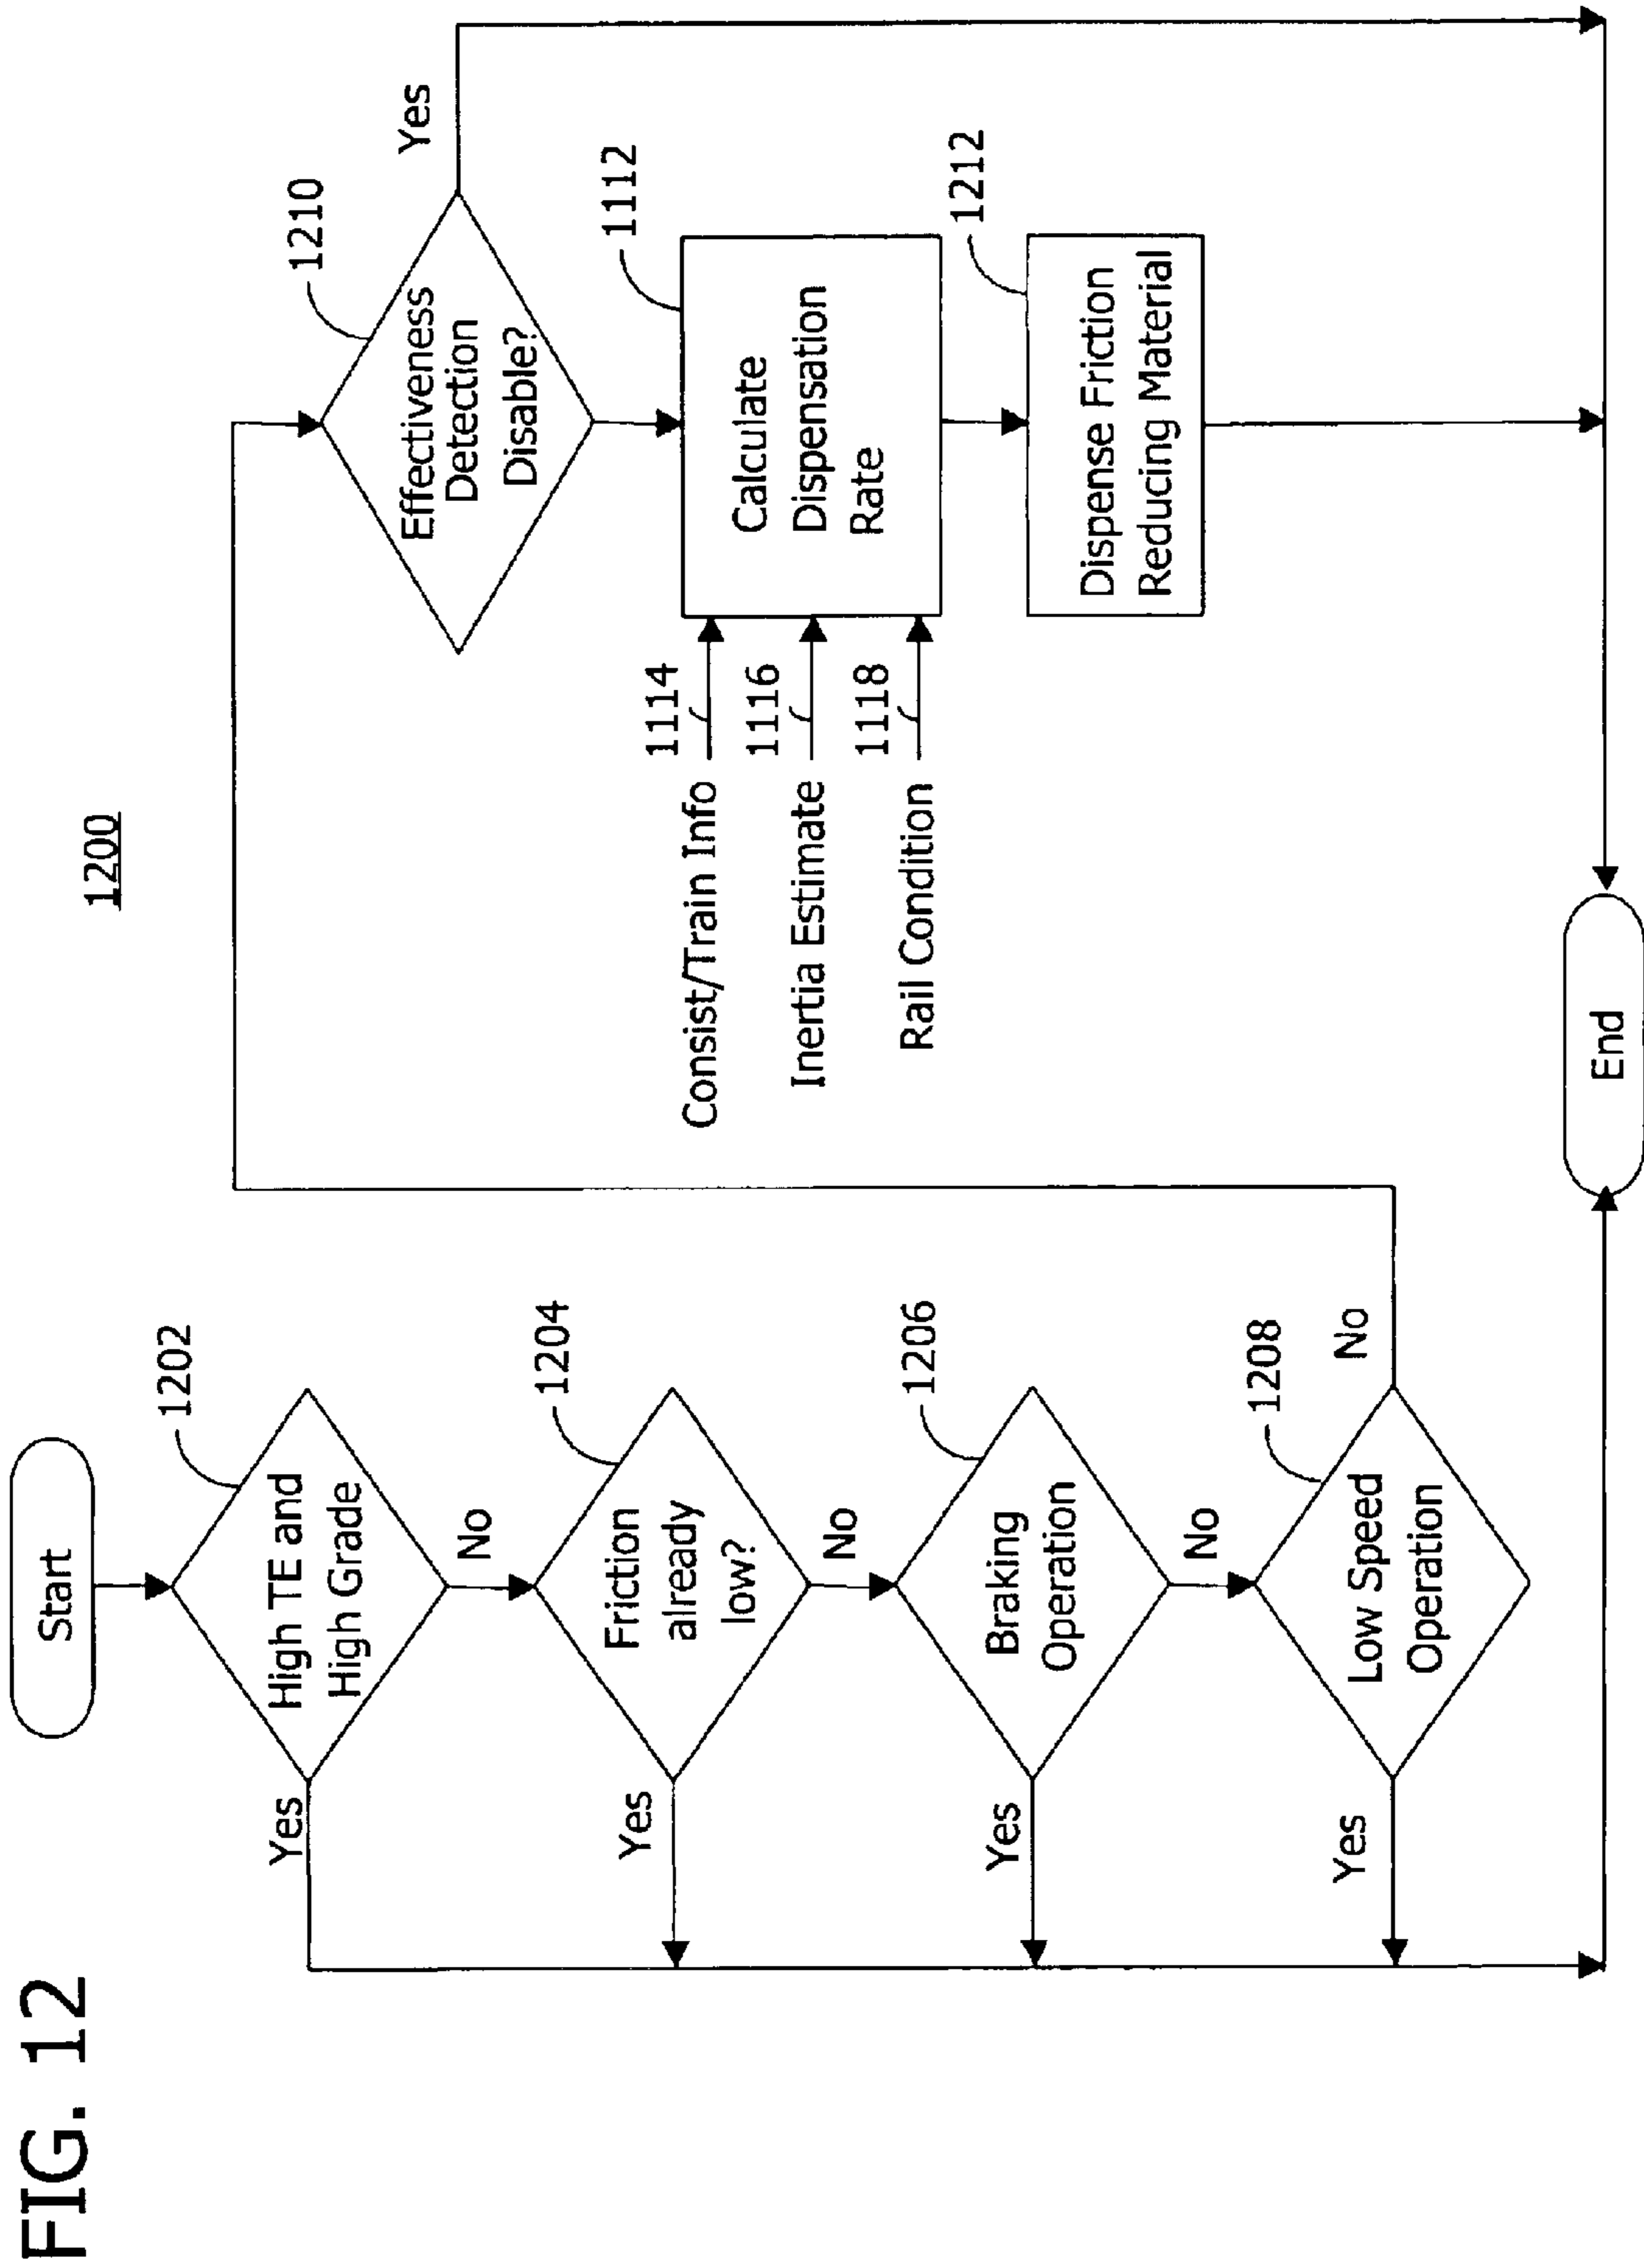 FIG. 12
1200
Start
1202
High TE and
High Grade
Yes
No
1204
Friction
already
low?
Yes
No
1206
Braking
Operation
Yes
No
1208
Low Speed
Operation
Yes
No
1210
Effectiveness
Detection
Disable?
Yes
1112
Calculate
Dispensation
Rate
1114
Consist/Train Info
1116
Inertia Estimate
1118
Rail Condition
1212
Dispense Friction
Reducing Material
End